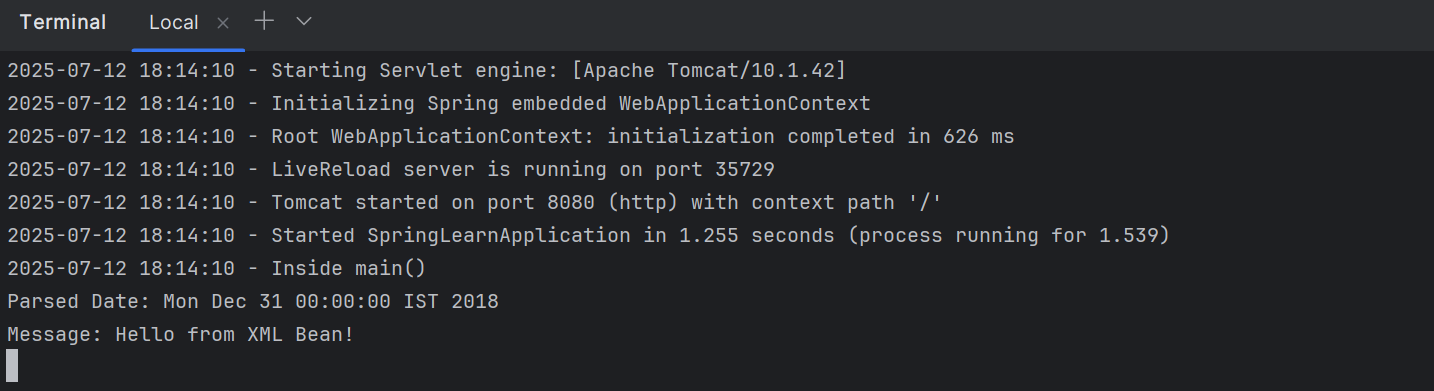 Terminal Local
2025-07-12 18:14:10 - Starting Servlet engine: [Apache Tomcat/10.1.42]
2025-07-12 18:14:10 - Initializing Spring embedded WebApplicationContext
2025-07-12 18:14:10 - Root WebApplicationContext: initialization completed in 626 ms
2025-07-12 18:14:10 - LiveReload server is running on port 35729
2025-07-12 18:14:10 - Tomcat started on port 8080 (http) with context path '/'
2025-07-12 18:14:10 - Started SpringLearnApplication in 1.255 seconds (process running for 1.539)
2025-07-12 18:14:10 - Inside main()
Parsed Date: Mon Dec 31 00:00:00 IST 2018
Message: Hello from XML Bean!